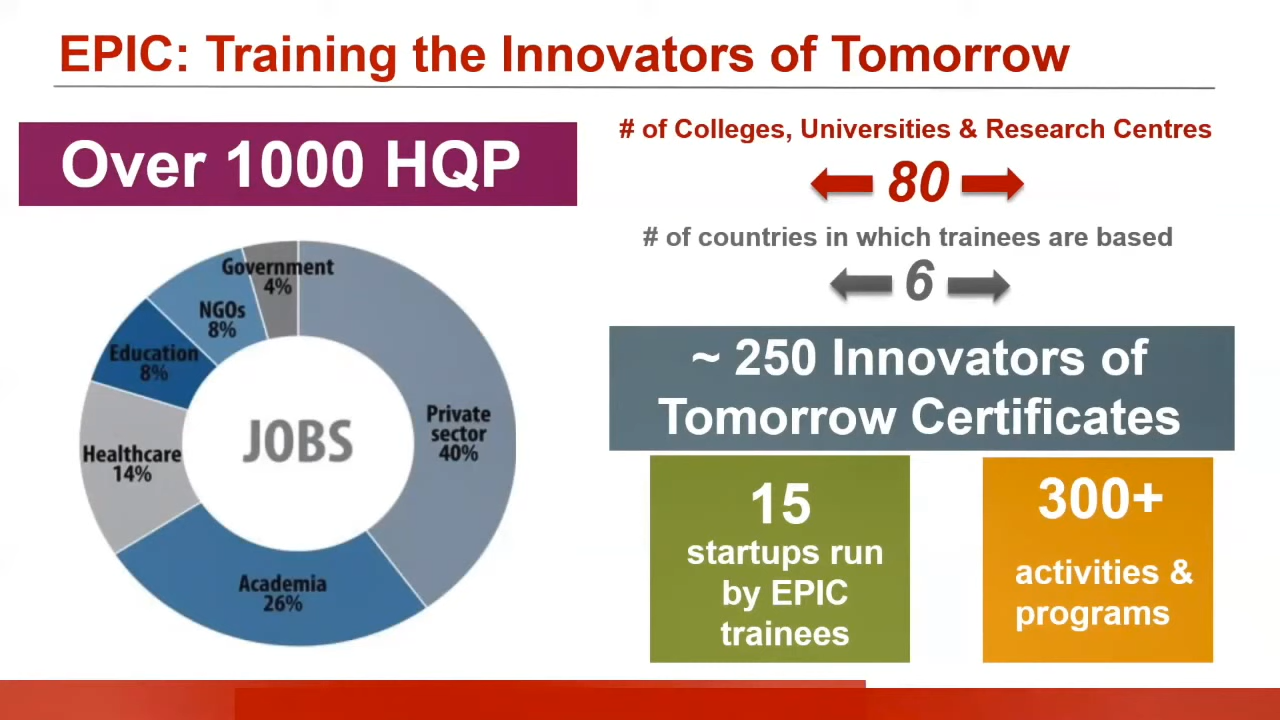 EPIC: Training the Innovators of Tomorrow
Over 1000 HQP
Government
4%
NGOs
8%
Education
8%
Healthcare
14%
JOBS
Private
sector
40%
Academia
26%
# of Colleges, Universities & Research Centres
80
# of countries in which trainees are based
6
~ 250 Innovators of
Tomorrow Certificates
15
startups run
by EPIC
trainees
300+
activities &
programs